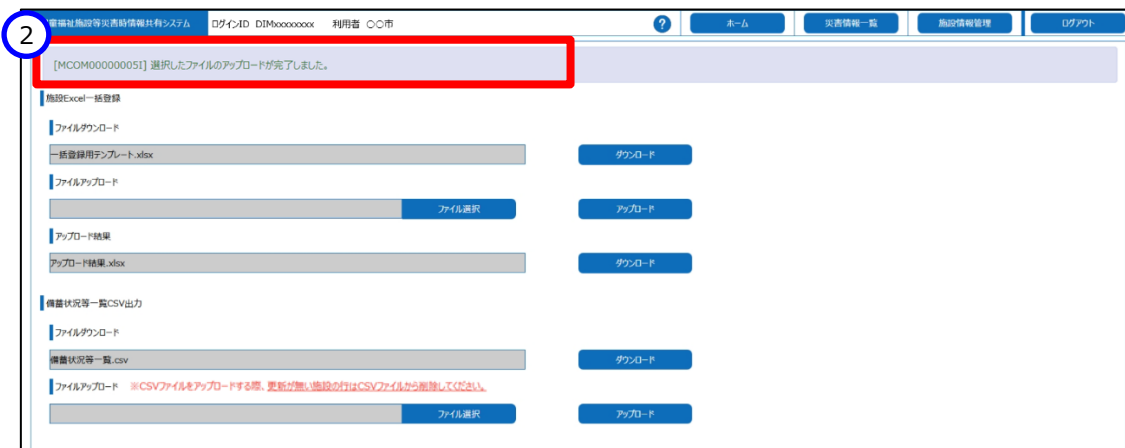 2
童福祉施設等災害時情報共有システム ログインID DIMxxxxxxxx 利用者 〇〇市 ? ホーム 災害情報一覧 施設情報管理 ログアウト
[MCOM00000005I] 選択したファイルのアップロードが完了しました。
施設Excel一括登録
ファイルダウンロード
一括登録用テンプレート.xlsx ダウンロード
ファイルアップロード
ファイル選択 アップロード
アップロード結果
アップロード結果.xlsx ダウンロード
備蓄状況等一覧CSV出力
ファイルダウンロード
備蓄状況等一覧.csv ダウンロード
ファイルアップロード ※CSVファイルをアップロードする際、更新が無い施設の行はCSVファイルから削除してください。
ファイル選択 アップロード